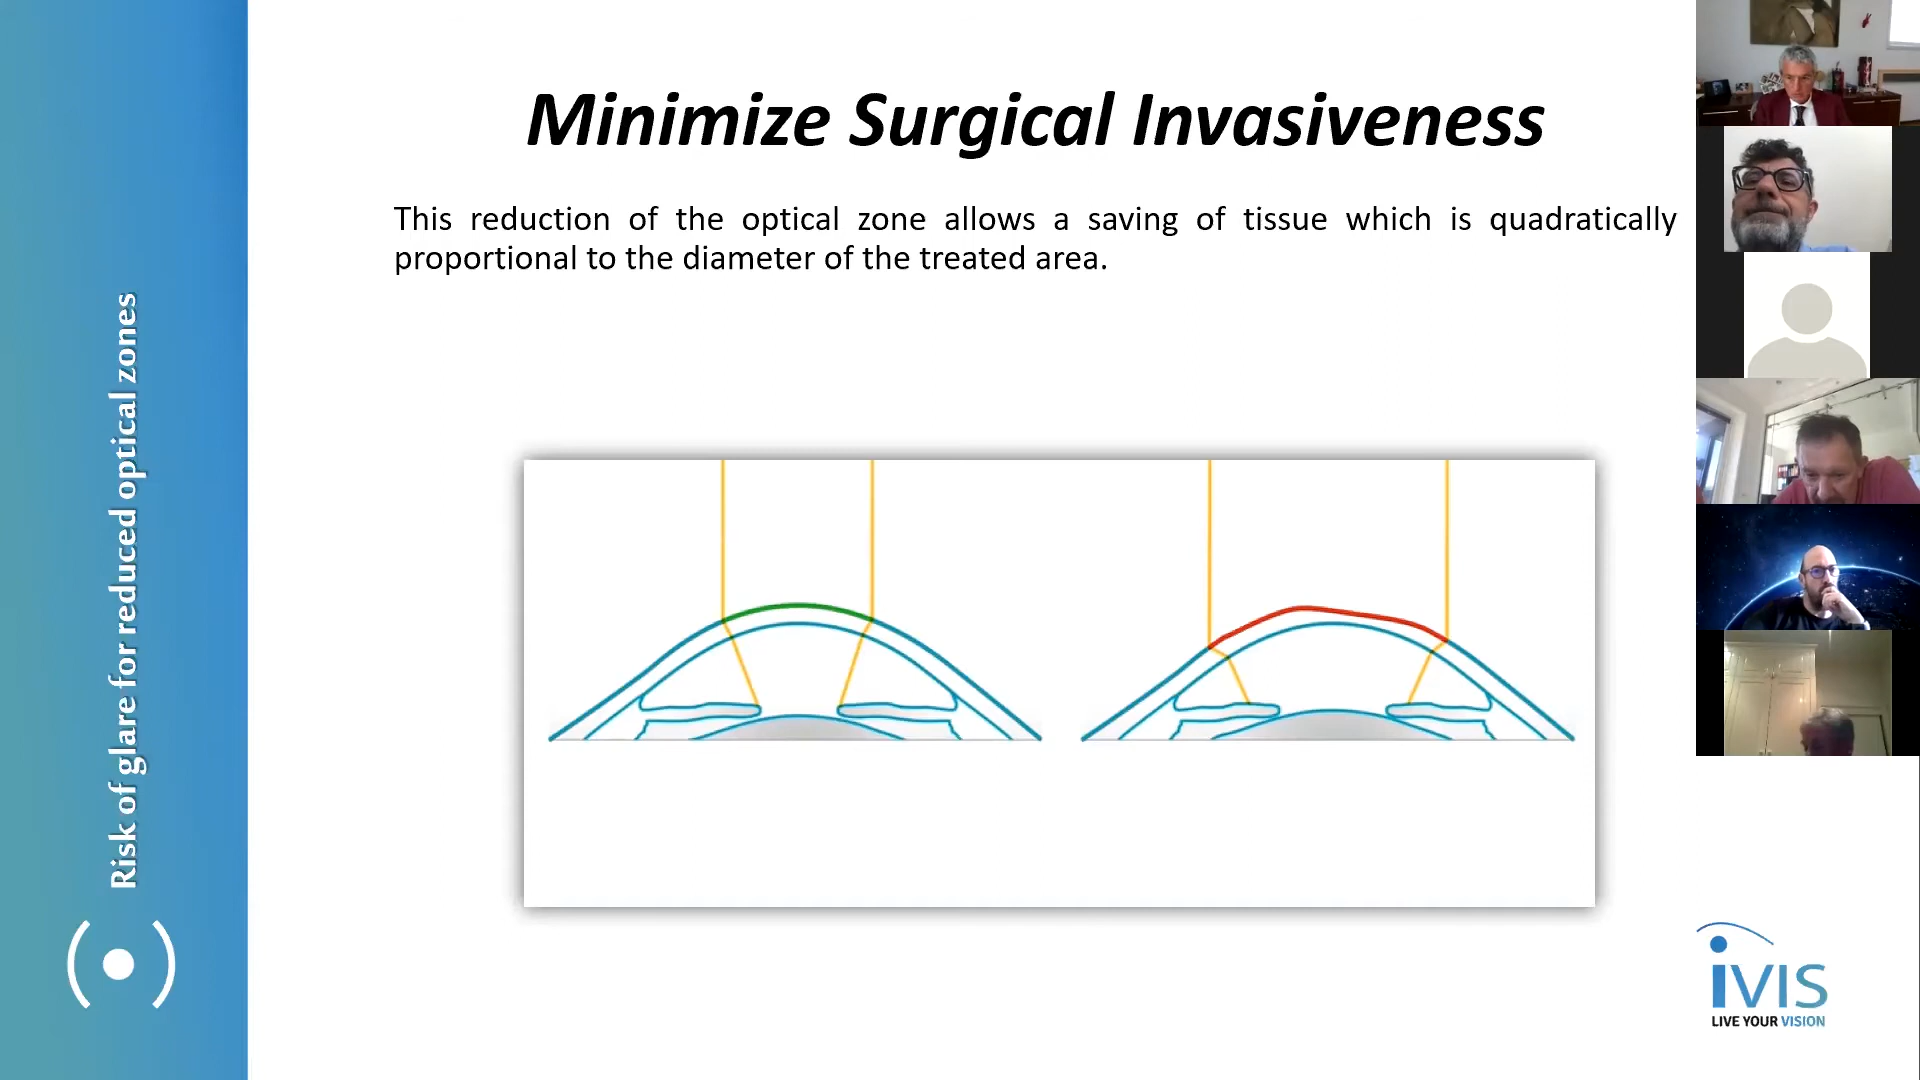 Minimize Surgical Invasiveness
This reduction of the optical zone allows a saving of tissue which is quadratically
proportional to the diameter of the treated area.
Risk of glare for reduced optical zones
iVIS
LIVE YOUR VISION